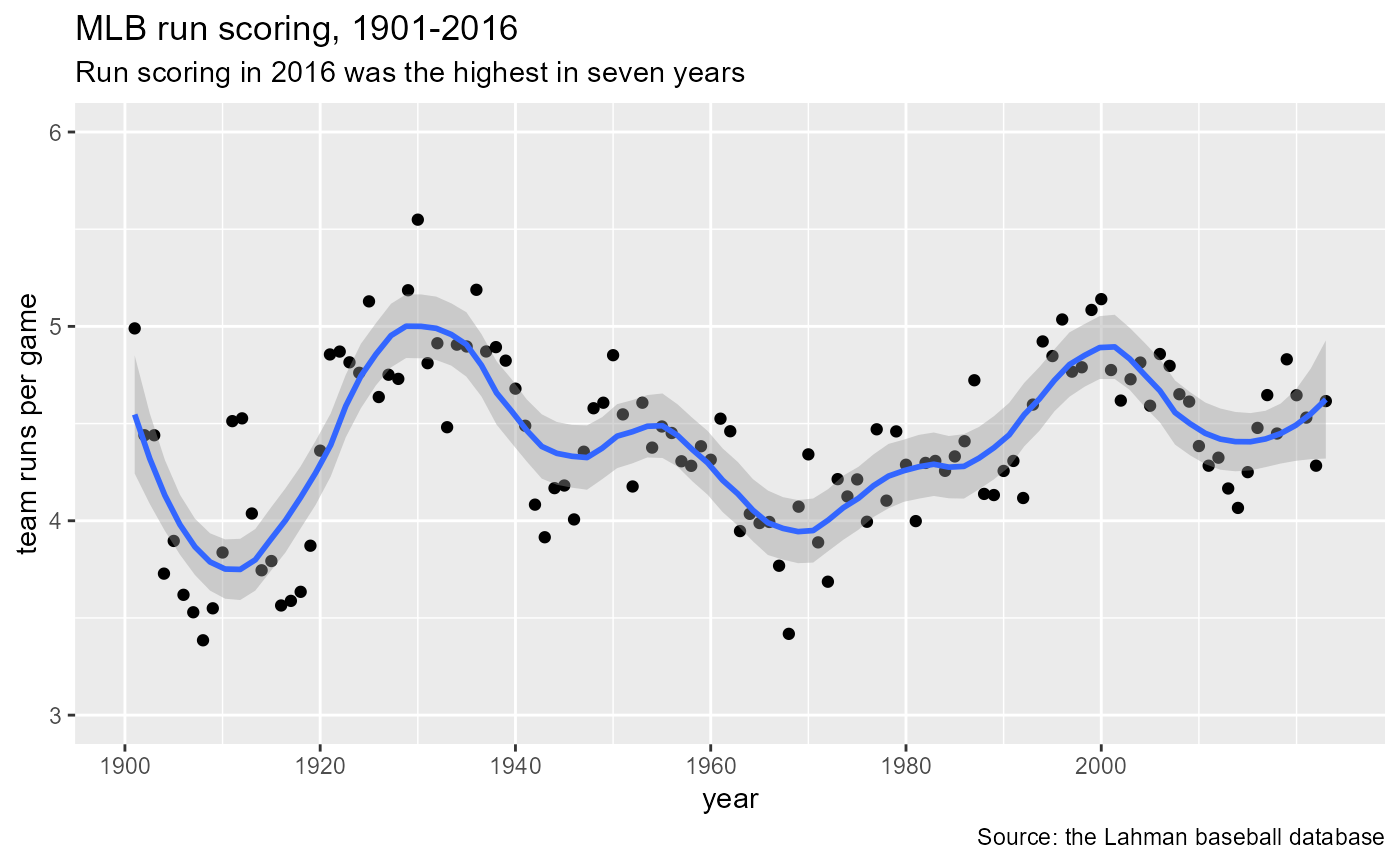 MLB run scoring, 1901-2016
Run scoring in 2016 was the highest in seven years
team runs per game
6
5
4
3
1900 1920 1940 1960 1980 2000
year
Source: the Lahman baseball database